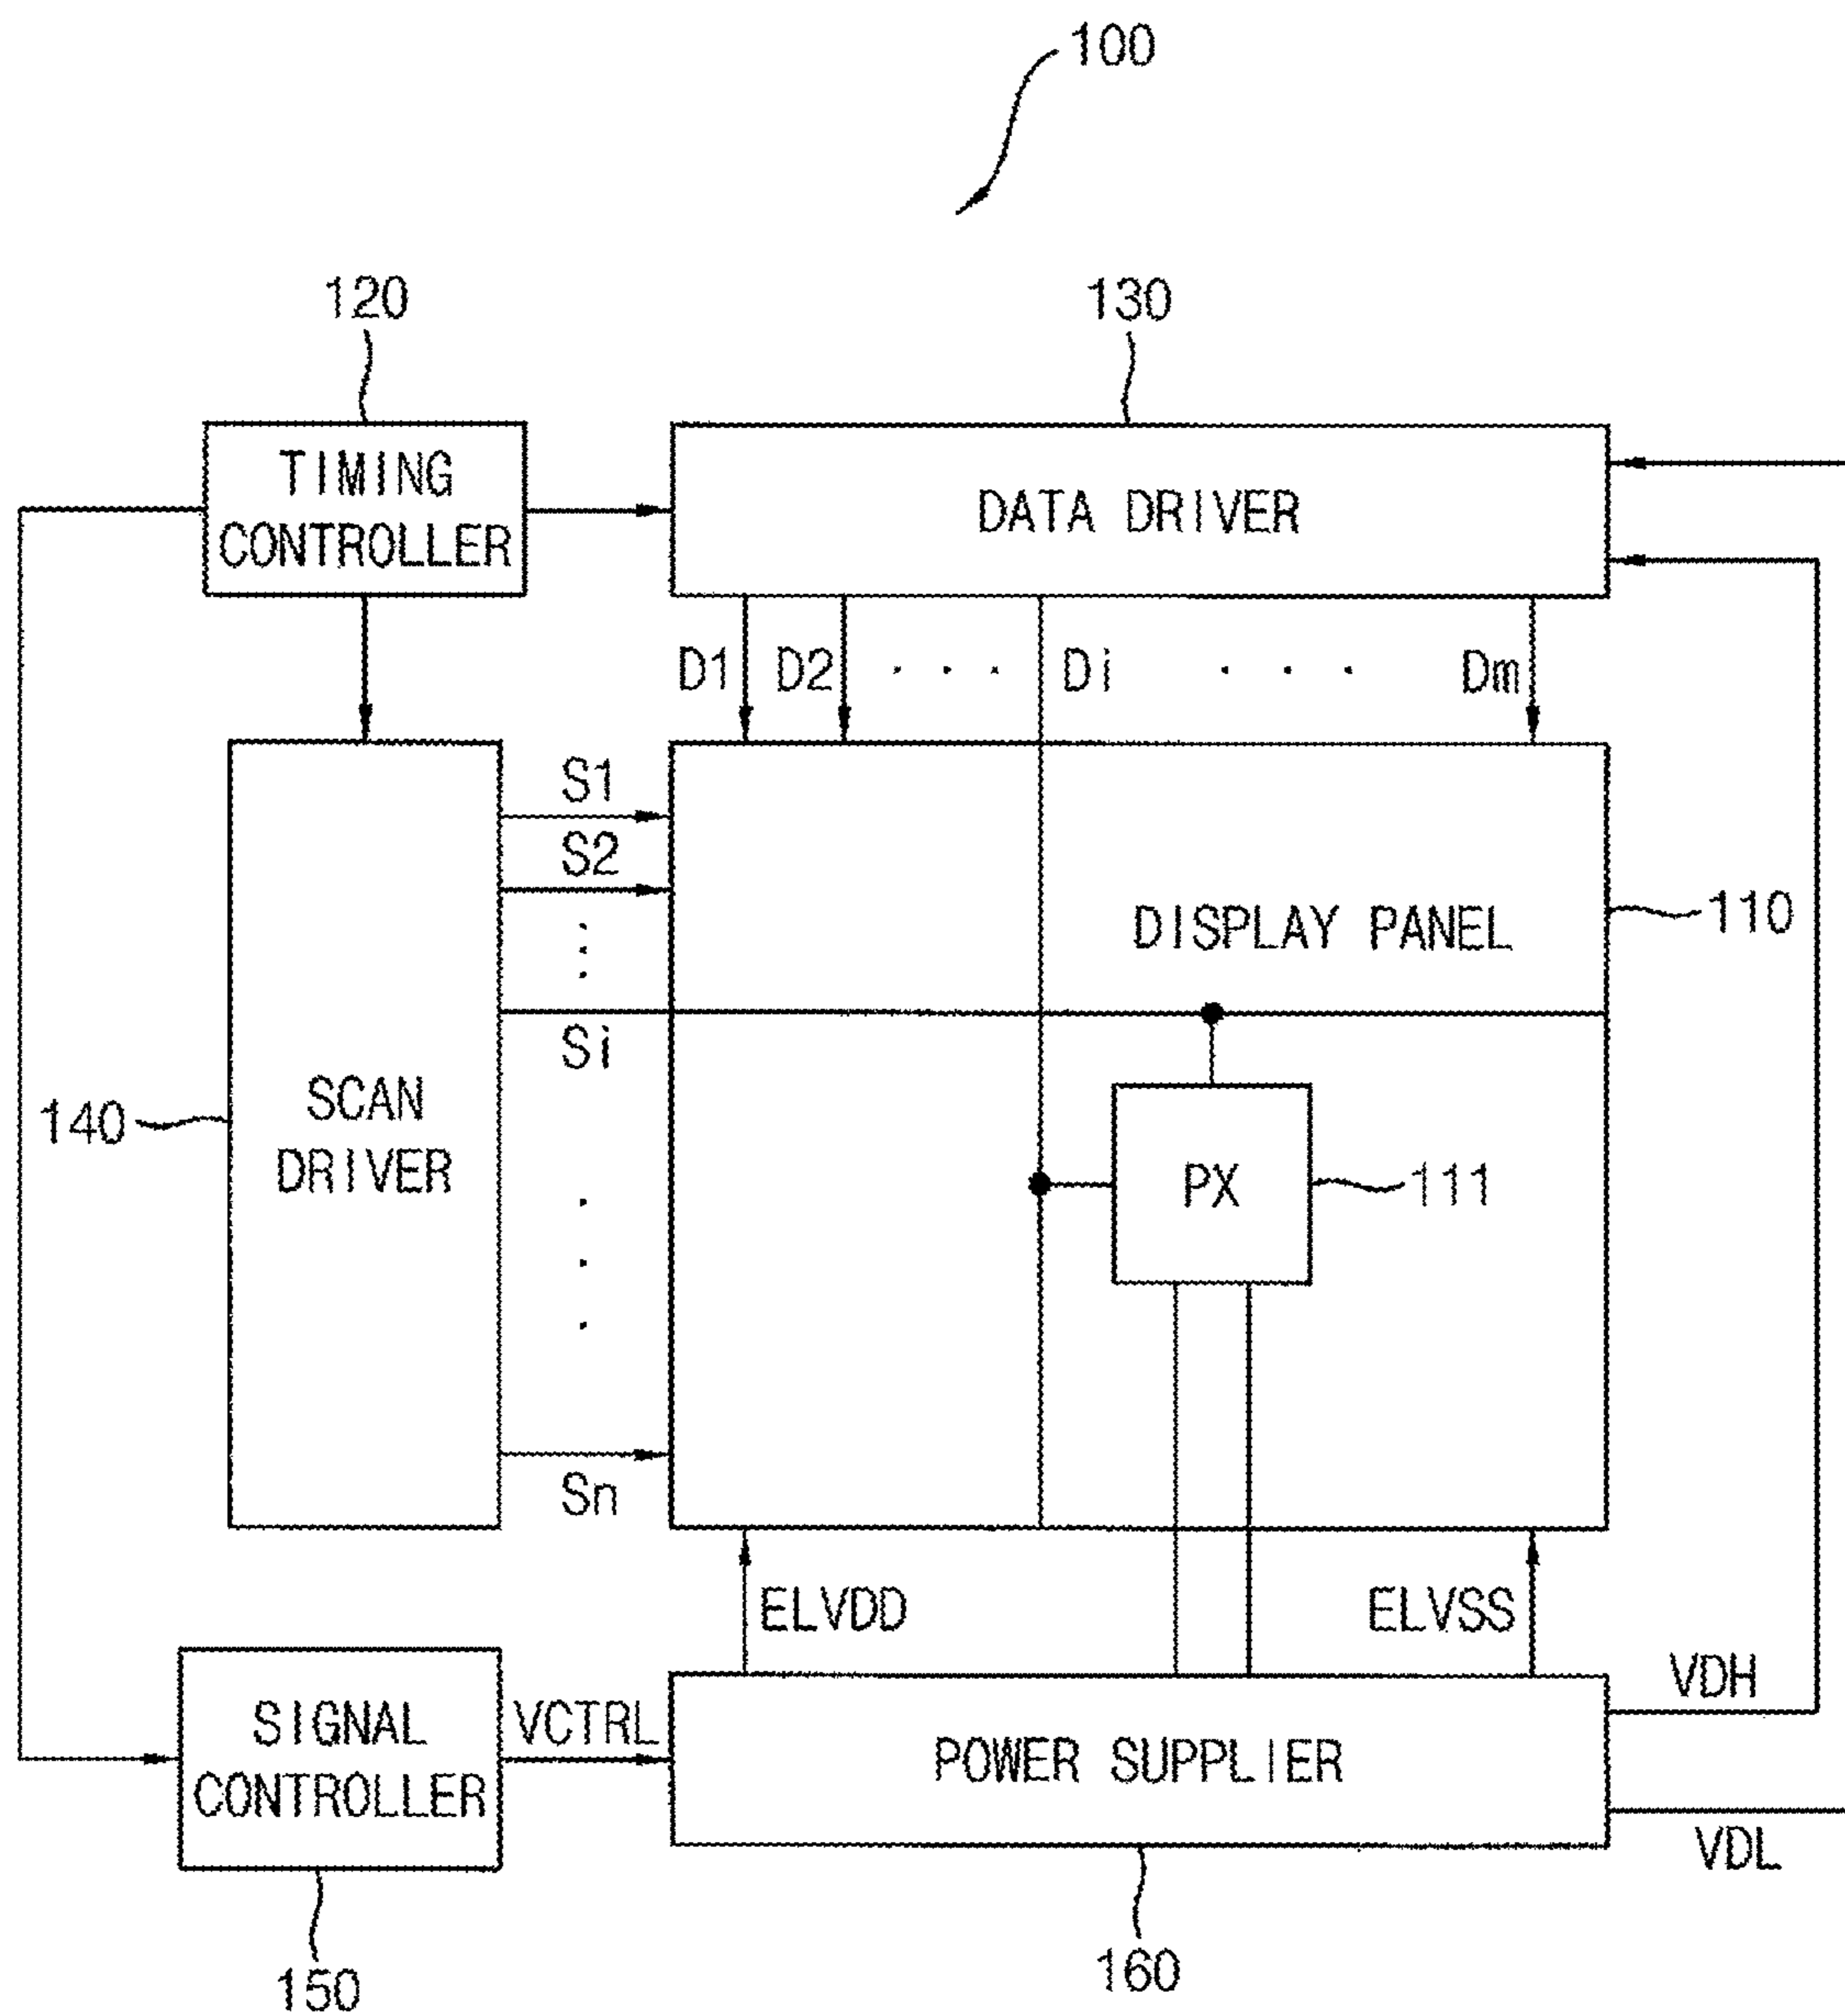 100
120
130
TIMING
CONTROLLER
DATA DRIVER
D1 D2 . . . Di . . . Dm
S1
S2
Si
Sn
DISPLAY PANEL
110
140
SCAN
DRIVER
PX
111
ELVDD
ELVSS
VDH
VDL
SIGNAL
CONTROLLER
VCTRL
POWER SUPPLIER
150
160